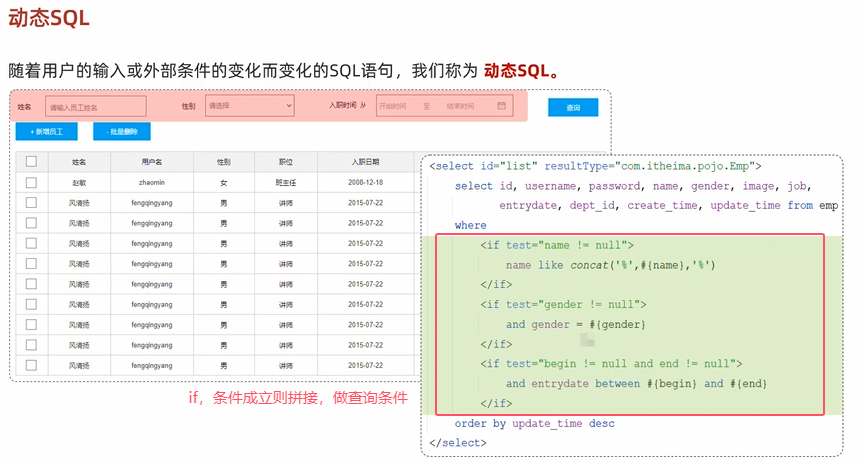 动态SQL
随着用户的输入或外部条件的变化而变化的SQL语句，我们称为 动态SQL。
姓名 请输入员工姓名 性别 请选择 入职时间 从 开始时间 至 结束时间 查询
+ 新增员工 - 批量删除
姓名 用户名 性别 职位 入职日期
赵敏 zhaomin 女 班主任 2008-12-18
风清扬 fengqingyang 男 讲师 2015-07-22
风清扬 fengqingyang 男 讲师 2015-07-22
风清扬 fengqingyang 男 讲师 2015-07-22
风清扬 fengqingyang 男 讲师 2015-07-22
风清扬 fengqingyang 男 讲师 2015-07-22
风清扬 fengqingyang 男 讲师 2015-07-22
风清扬 fengqingyang 男 讲师 2015-07-22
风清扬 fengqingyang 男 讲师 2015-07-22
风清扬 fengqingyang 男 讲师 2015-07-22
<select id="list" resultType="com.itheima.pojo.Emp">
select id, username, password, name, gender, image, job,
entrydate, dept_id, create_time, update_time from emp
where
<if test="name != null">
name like concat('%',#{name},'%')
</if>
<if test="gender != null">
and gender = #{gender}
</if>
<if test="begin != null and end != null">
and entrydate between #{begin} and #{end}
</if>
order by update_time desc
</select>
if，条件成立则拼接，做查询条件